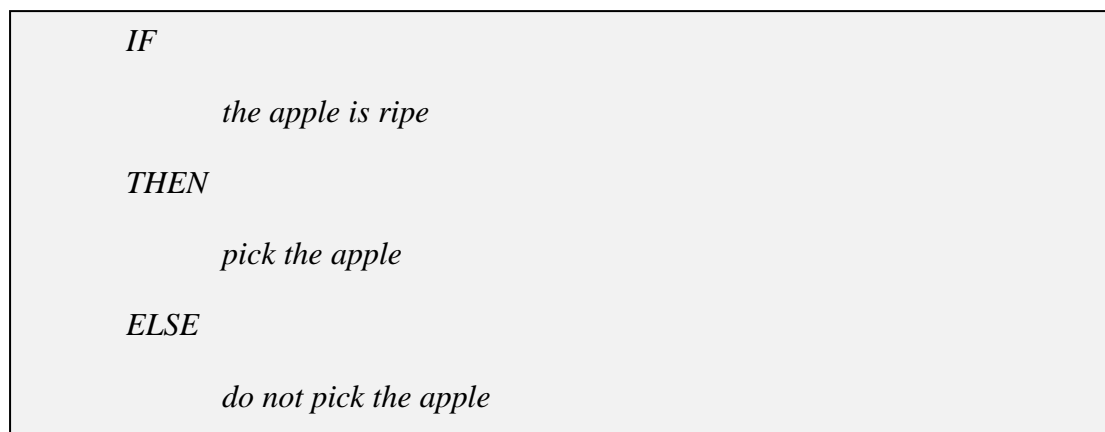 IF
the apple is ripe
THEN
pick the apple
ELSE
do not pick the apple